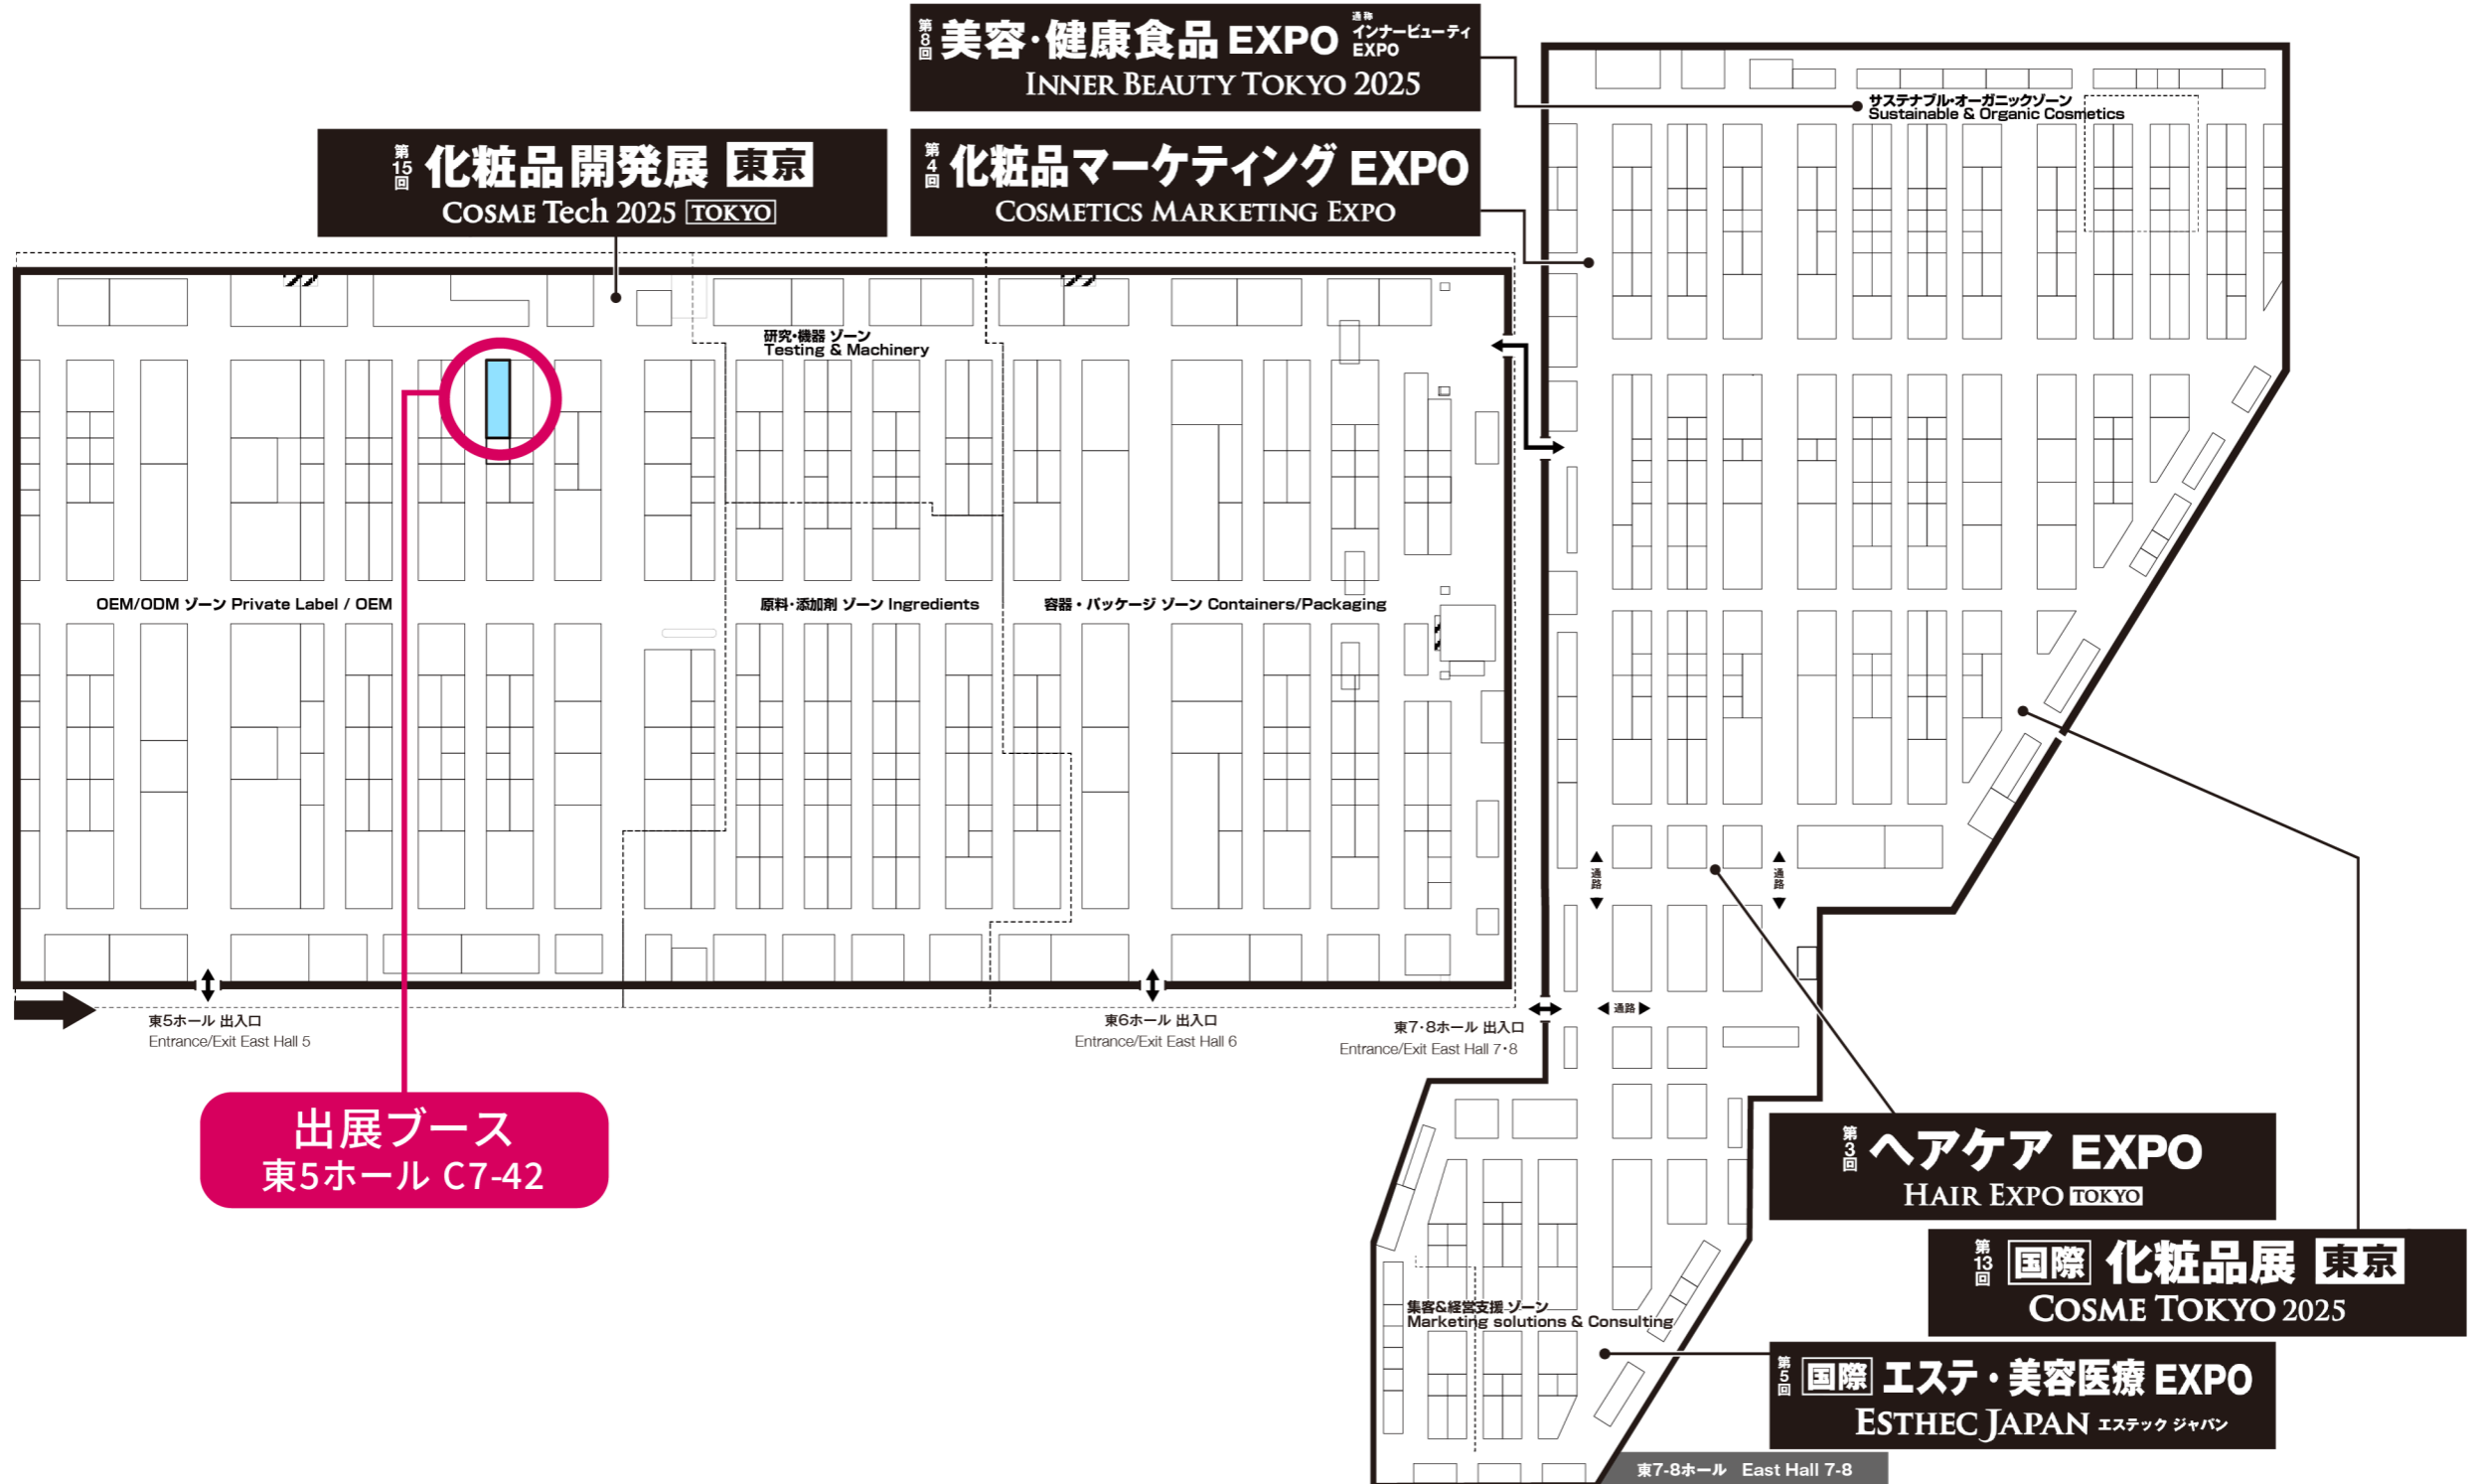 第8回 美容・健康食品 EXPO 通称 インナービューティ EXPO
INNER BEAUTY TOKYO 2025
第15回 化粧品開発展 東京
COSME Tech 2025 TOKYO
第4回 化粧品マーケティング EXPO
COSMETICS MARKETING EXPO
サステナブル・オーガニックゾーン
Sustainable & Organic Cosmetics
研究・機器 ゾーン
Testing & Machinery
OEM/ODM ゾーン Private Label / OEM
原料・添加剤 ゾーン Ingredients
容器・パッケージ ゾーン Containers/Packaging
通路
通路
通路
東5ホール 出入口
Entrance/Exit East Hall 5
東6ホール 出入口
Entrance/Exit East Hall 6
東7・8ホール 出入口
Entrance/Exit East Hall 7・8
出展ブース
東5ホール C7-42
第3回 ヘアケア EXPO
HAIR EXPO TOKYO
第13回 国際 化粧品展 東京
COSME TOKYO 2025
集客&経営支援 ゾーン
Marketing solutions & Consulting
第5回 国際 エステ・美容医療 EXPO
ESTHEC JAPAN エステック ジャパン
東7-8ホール East Hall 7-8